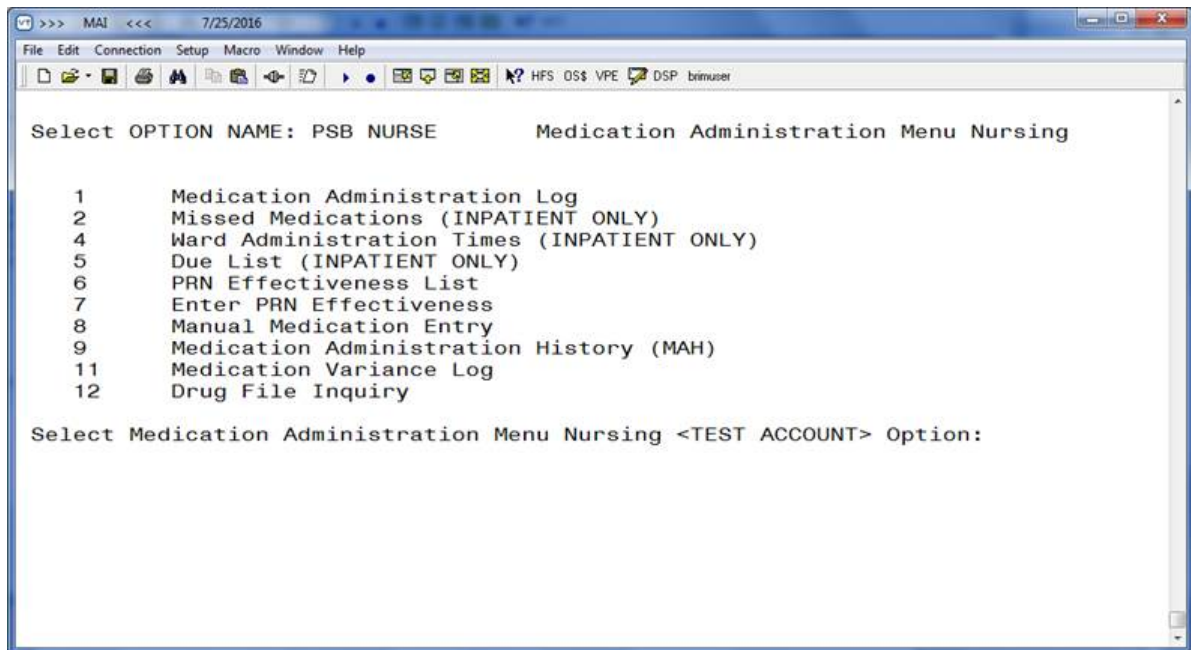 >>> MAI <<< 7/25/2016
File Edit Connection Setup Macro Window Help
HFS OS$ VPE DSP brimuser
Select OPTION NAME: PSB NURSE Medication Administration Menu Nursing
1 Medication Administration Log
2 Missed Medications (INPATIENT ONLY)
4 Ward Administration Times (INPATIENT ONLY)
5 Due List (INPATIENT ONLY)
6 PRN Effectiveness List
7 Enter PRN Effectiveness
8 Manual Medication Entry
9 Medication Administration History (MAH)
11 Medication Variance Log
12 Drug File Inquiry
Select Medication Administration Menu Nursing <TEST ACCOUNT> Option: